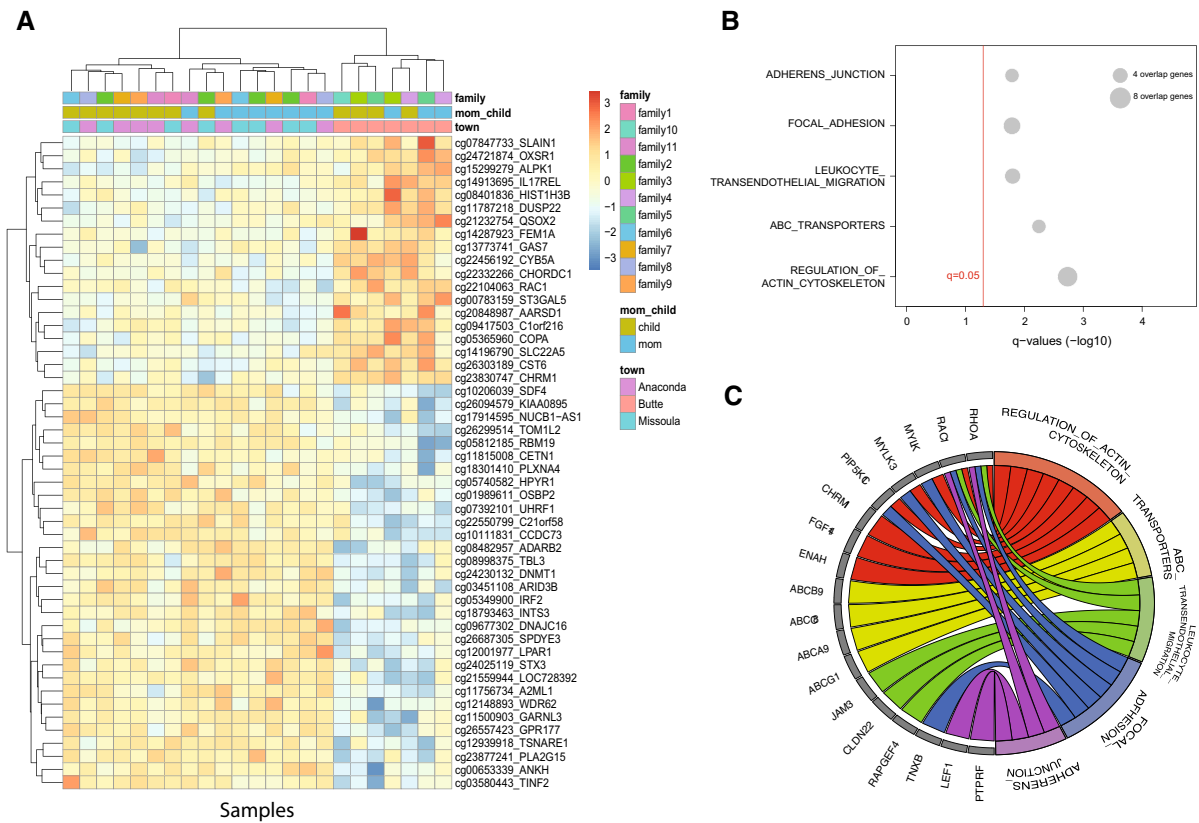 A
family
mom_child
town
cg07847733_SLAIN1
cg24721874_OXSR1
cg15299279_ALPK1
cg14913695_IL17REL
cg08401836_HIST1H3B
cg11787218_DUSP22
cg21232754_QSOX2
cg14287923_FEM1A
cg13773741_GAS7
cg22456192_CYB5A
cg22332266_CHORDC1
cg22104063_RAC1
cg00783159_ST3GAL5
cg20848987_AARSD1
cg09417503_C1orf216
cg05365960_COPA
cg14196790_SLC22A5
cg26303189_CST6
cg23830747_CHRM1
cg10206039_SDF4
cg26094579_KIAA0895
cg17914595_NUCB1-AS1
cg26299514_TOM1L2
cg05812185_RBM19
cg11815008_CETN1
cg18301410_PLXNA4
cg05740582_HPYR1
cg01989611_OSBP2
cg07392101_UHRF1
cg22550799_C21orf58
cg10111831_CCDC73
cg08482957_ADARB2
cg08998375_TBL3
cg24230132_DNMT1
cg03451108_ARID3B
cg05349900_IRF2
cg18793463_INTS3
cg09677302_DNAJC16
cg26687305_SPDYE3
cg12001977_LPAR1
cg24025119_STX3
cg21559944_LOC728392
cg11756734_A2ML1
cg12148893_WDR62
cg11500903_GARNL3
cg26557423_GPR177
cg12939918_TSNARE1
cg23877241_PLA2G15
cg00653339_ANKH
cg03580443_TINF2
Samples
3
2
1
0
−1
−2
−3
family
family1
family10
family11
family2
family3
family4
family5
family6
family7
family8
family9
mom_child
child
mom
town
Anaconda
Butte
Missoula
B
ADHERENS_JUNCTION
FOCAL_ADHESION
LEUKOCYTE_
TRANSENDOTHELIAL_MIGRATION
ABC_TRANSPORTERS
REGULATION_OF_
ACTIN_CYTOSKELETON
4 overlap genes
8 overlap genes
q=0.05
0 1 2 3 4
q−values (−log10)
C
RHOA
RAC1
MYLK
MYLK3
PIP5K1C
CHRM1
ENAH
ABCB9
ABCA9
ABCG1
JAM3
CLDN22
RAPGEF4
TNXB
LEF1
PTPRF
REGULATION_OF_ACTIN_
CYTOSKELETON
ABC_
TRANSPORTERS
LEUKOCYTE_
TRANSENDOTHELIAL_
MIGRATION
FOCAL_
ADHESION
ADHERENS_
JUNCTION